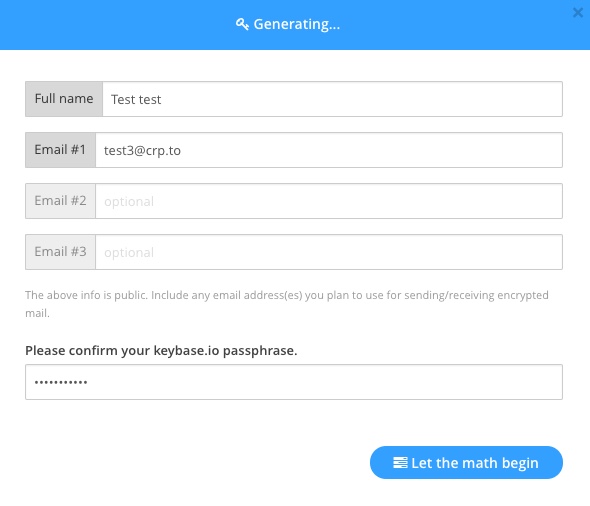 Generating...
Full name Test test
Email #1 test3@crp.to
Email #2 optional
Email #3 optional
The above info is public. Include any email address(es) you plan to use for sending/receiving encrypted
mail.
Please confirm your keybase.io passphrase.
•••••••••••
Let the math begin